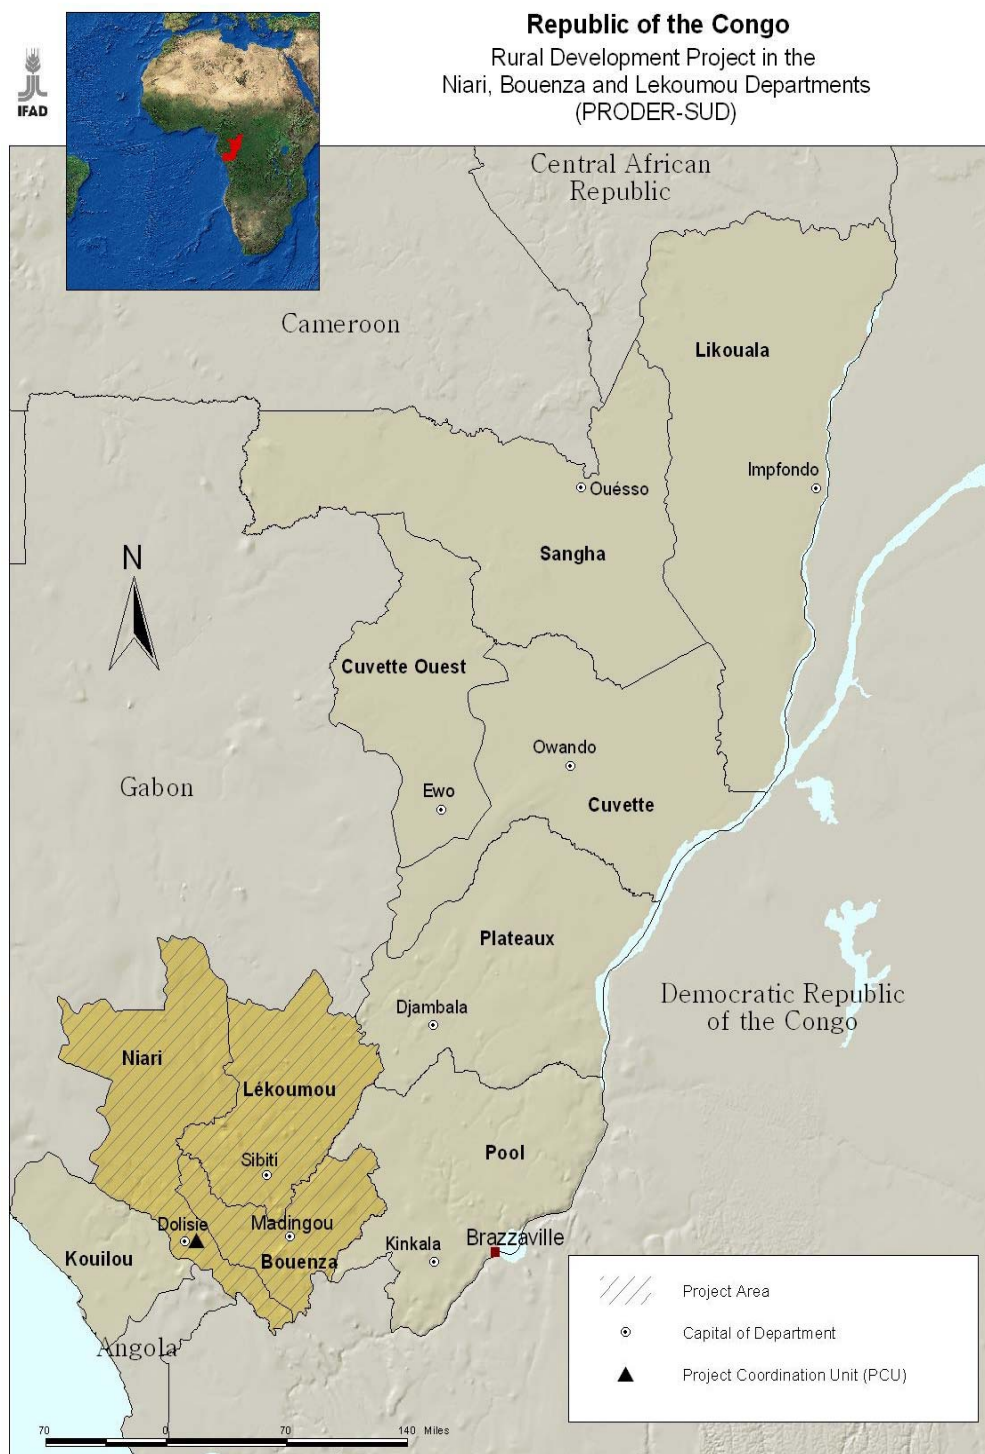 Republic of the Congo
Rural Development Project in the
Niari, Bouenza and Lekoumou Departments
(PRODER-SUD)
IFAD
Central African
Republic
Cameroon
Likouala
Impfondo
Ouésso
Sangha
N
Cuvette Ouest
Owando
Gabon
Ewo
Cuvette
Plateaux
Democratic Republic
of the Congo
Djambala
Niari
Lékoumou
Pool
Sibiti
Dolisie
Madingou
Kinkala
Brazzaville
Kouilou
Bouenza
Angola
Project Area
Capital of Department
Project Coordination Unit (PCU)
70 0 70 140 Miles